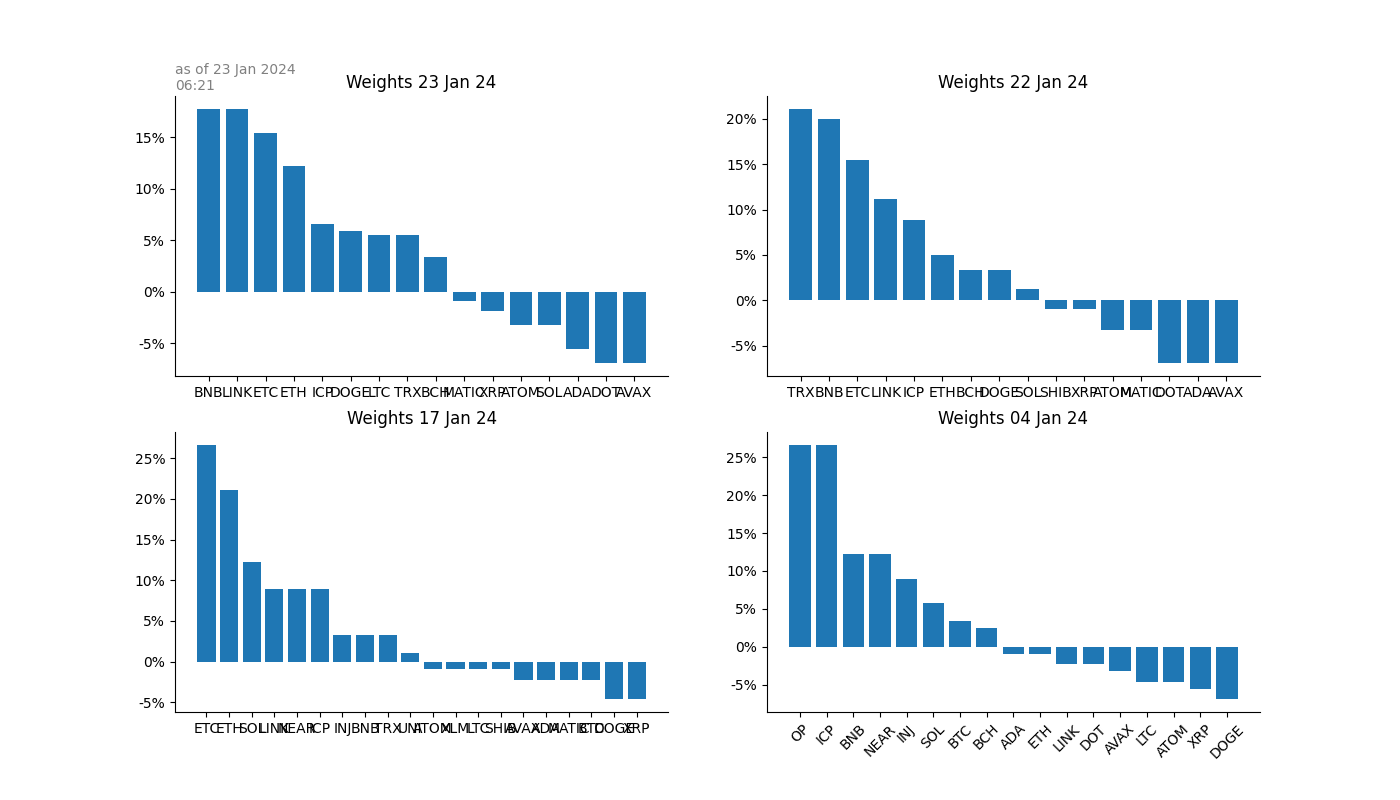 as of 23 Jan 2024
06:21
Weights 23 Jan 24
15%
10%
5%
0%
-5%
BNB LINK ETC ETH ICP DOGE LTC TRX BCH MATIC XRP ATOM SOL ADA DOT AVAX
Weights 22 Jan 24
20%
15%
10%
5%
0%
-5%
TRX BNB ETC LINK ICP ETH BCH DOGE SOL SHIB XRP ATOM MATIC DOT ADA AVAX
Weights 17 Jan 24
25%
20%
15%
10%
5%
0%
-5%
ETC ETH SOL LINK NEAR ICP INJ BNB TRX UNI ATOM XLM LTC SHIB AVAX ADA MATIC BTC DOGE XRP
Weights 04 Jan 24
25%
20%
15%
10%
5%
0%
-5%
OP ICP BNB NEAR INJ SOL BTC BCH ADA ETH LINK DOT AVAX LTC ATOM XRP DOGE